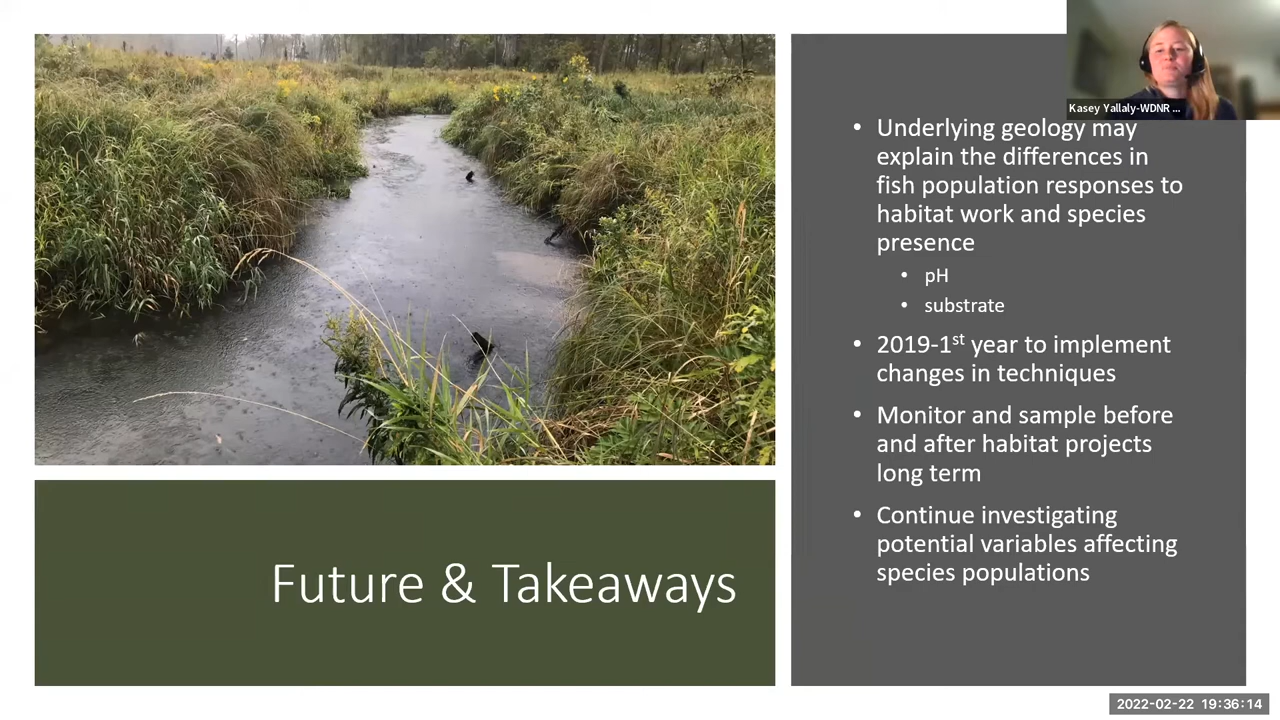 Kasey Yallaly-WDNR ...
• Underlying geology may
explain the differences in
fish population responses to
habitat work and species
presence
• pH
• substrate
• 2019-1st year to implement
changes in techniques
• Monitor and sample before
and after habitat projects
long term
• Continue investigating
potential variables affecting
species populations
Future & Takeaways
2022-02-22 19:36:14